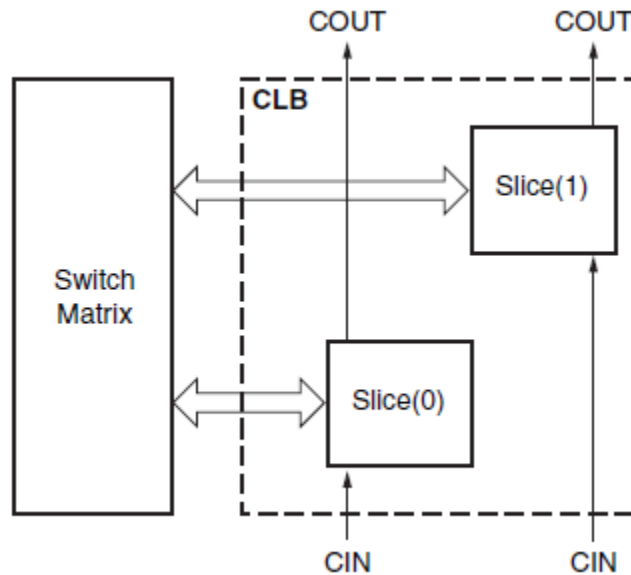 COUT COUT
CLB
Slice(1)
Switch
Matrix
Slice(0)
CIN CIN